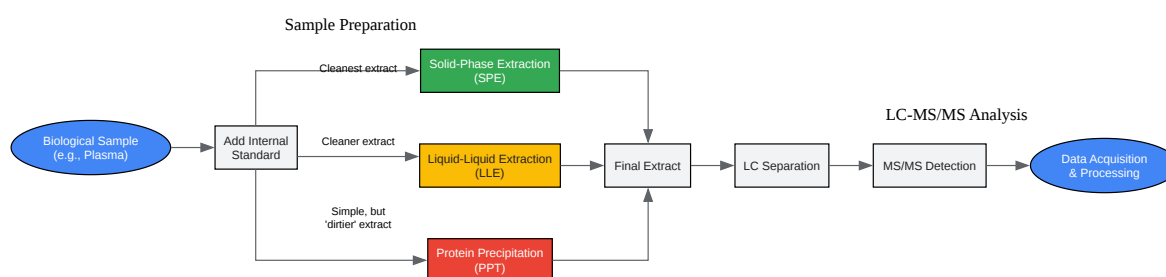 Sample Preparation
Cleanest extract
Solid-Phase Extraction
(SPE)
LC-MS/MS Analysis
Biological Sample
(e.g., Plasma)
Add Internal
Standard
Cleaner extract
Liquid-Liquid Extraction
(LLE)
Final Extract
LC Separation
MS/MS Detection
Data Acquisition
& Processing
Simple, but
'dirtier' extract
Protein Precipitation
(PPT)